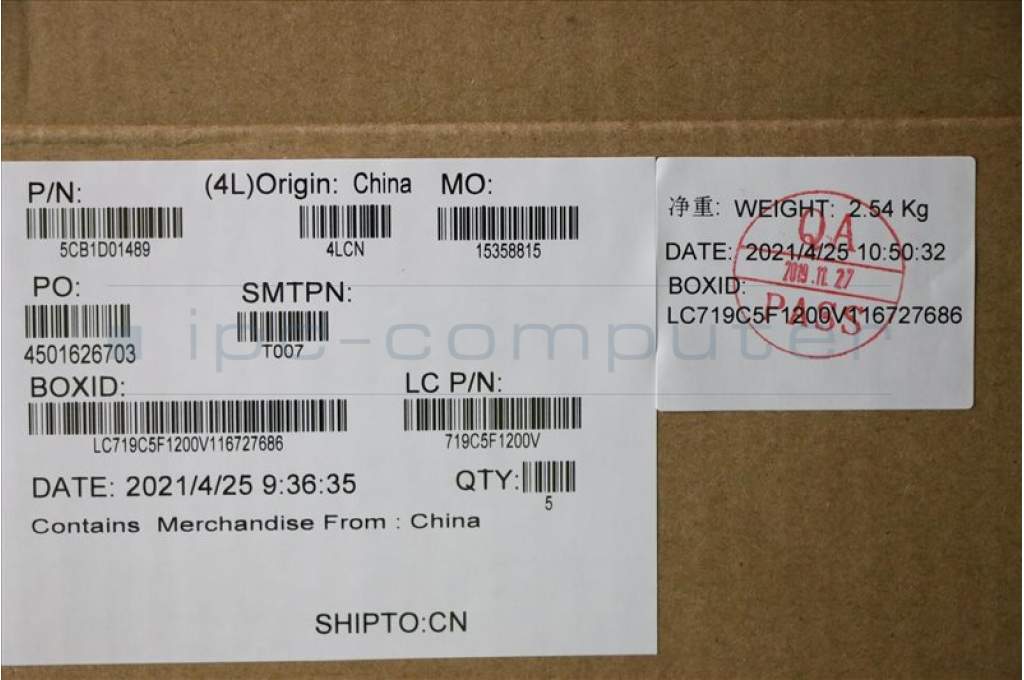 P/N:
5CB1D01489
(4L)Origin: China
4LCN
MO:
15358815
PO:
4501626703
SMTPN:
T007
BOXID:
LC719C5F1200V116727686
LC P/N:
719C5F1200V
DATE: 2021/4/25 9:36:35
QTY:
5
Contains Merchandise From : China
SHIPTO:CN
净重: WEIGHT: 2.54 Kg
DATE: 2021/4/25 10:50:32
BOXID:
LC719C5F1200V116727686
QA
2019.11.27
PASS
ipc-computer